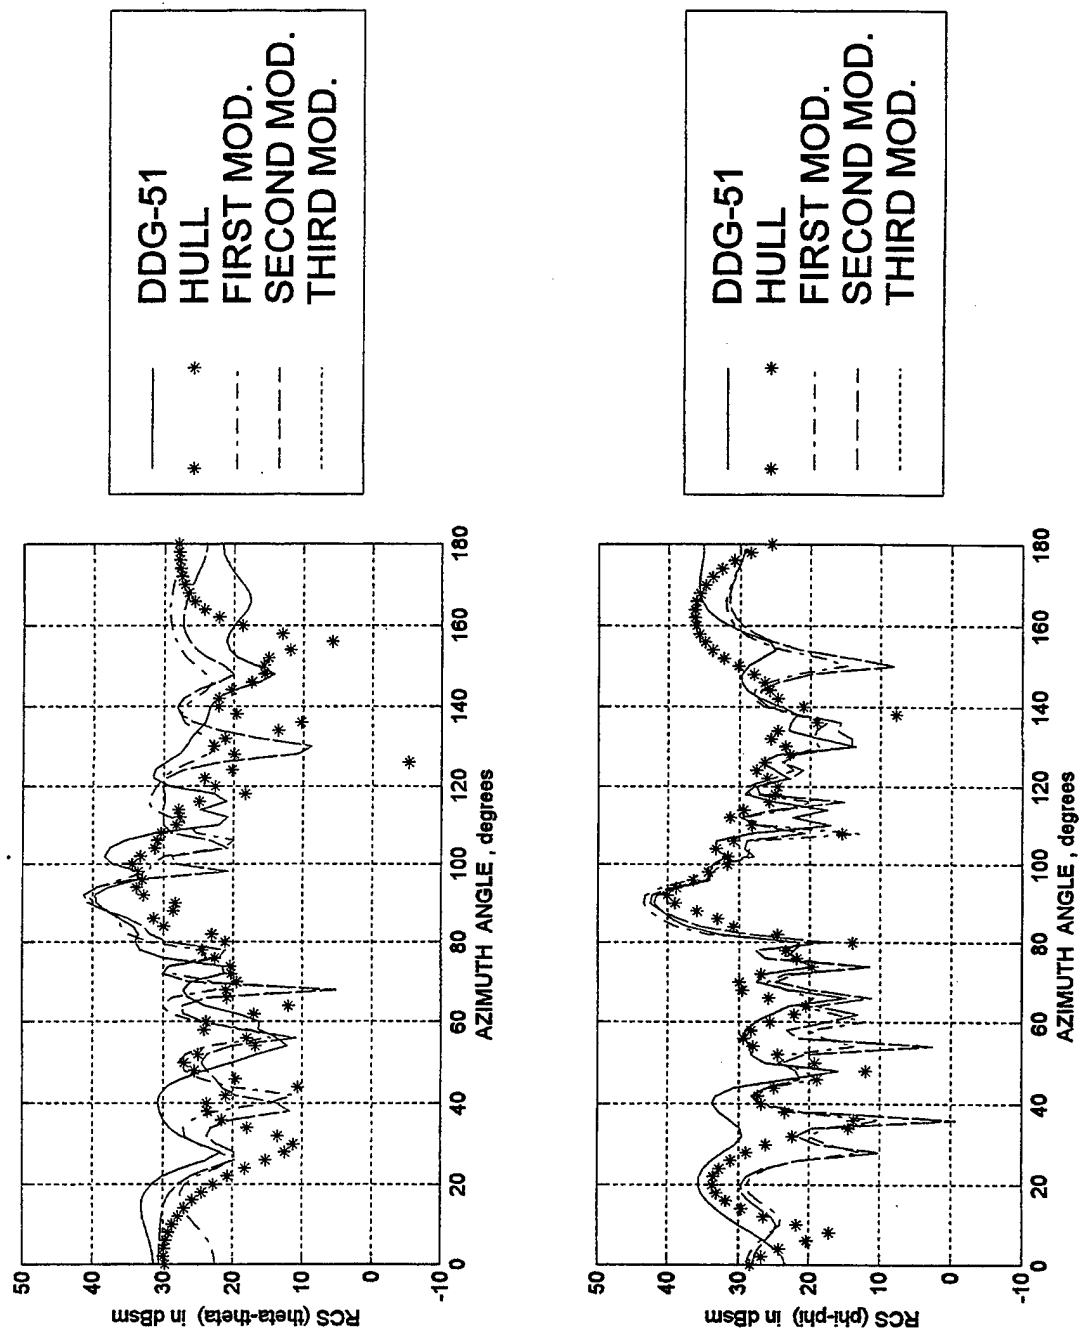 DDG-51
HULL
FIRST MOD.
SECOND MOD.
THIRD MOD.
50
40
30
20
10
0
-10
RCS (theta-theta) in dBsm
0
20
40
60
80
100
120
140
160
180
AZIMUTH ANGLE , degrees
DDG-51
HULL
FIRST MOD.
SECOND MOD.
THIRD MOD.
50
40
30
20
10
0
-10
RCS (phi-phi) in dBsm
0
20
40
60
80
100
120
140
160
180
AZIMUTH ANGLE , degrees